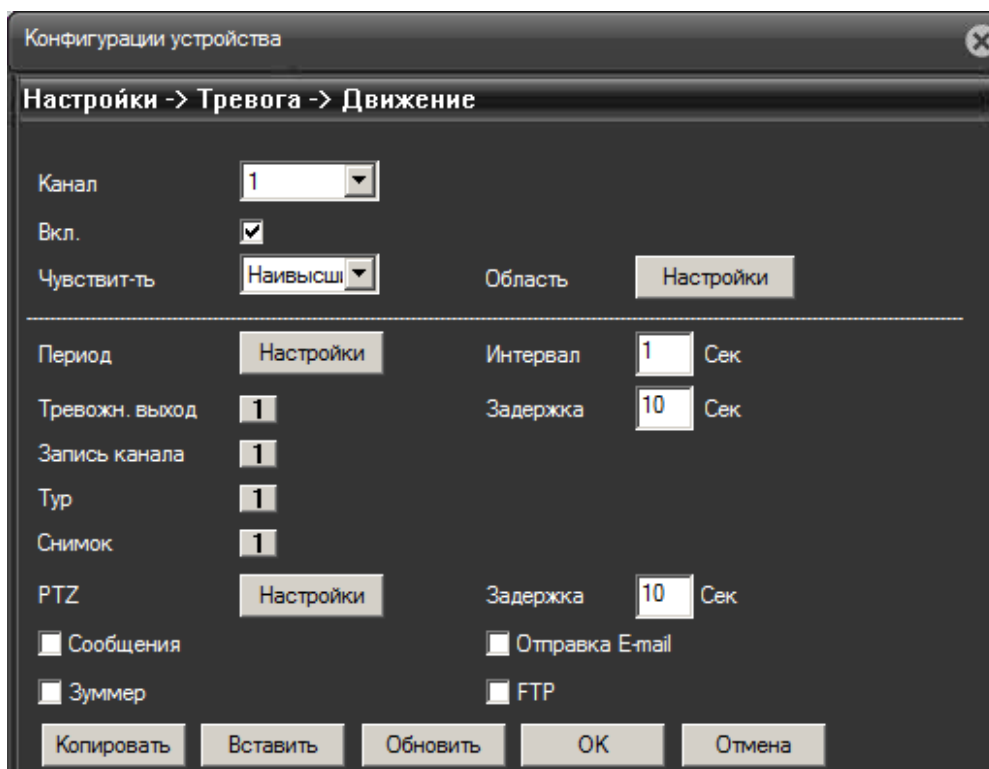 Конфигурации устройства
Настройки -> Тревога -> Движение
Канал 1
Вкл.
Чувствит-ть Наивысши Область Настройки
Период Настройки Интервал 1 Сек
Тревожн. выход 1 Задержка 10 Сек
Запись канала 1
Тур 1
Снимок 1
PTZ Настройки Задержка 10 Сек
Сообщения Отправка E-mail
Зуммер FTP
Копировать Вставить Обновить OK Отмена